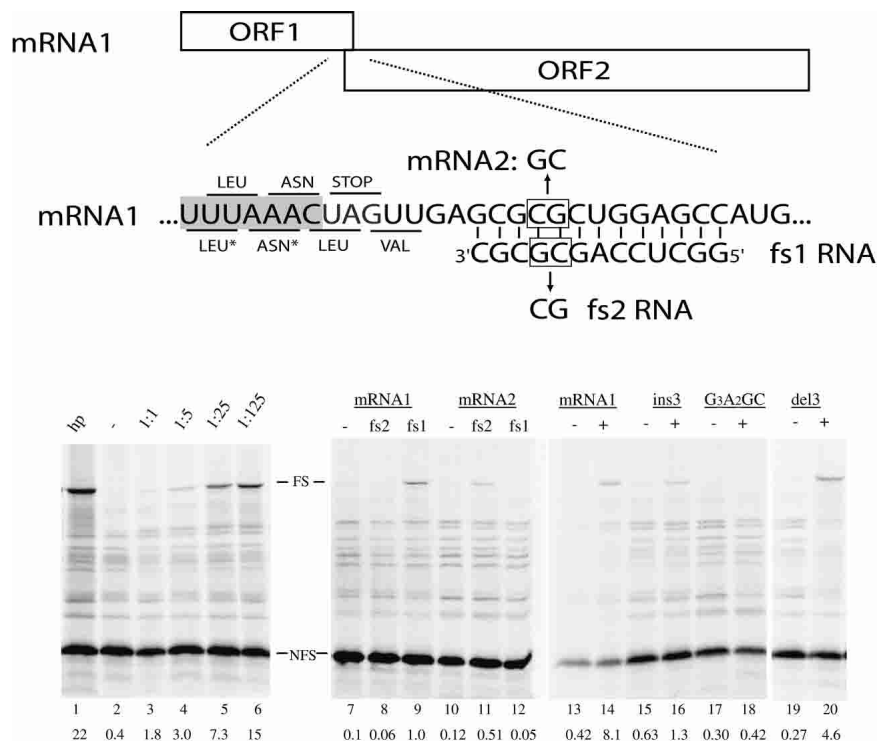 mRNA1
ORF1
ORF2
mRNA2: GC
LEU ASN STOP
mRNA1 ...UUUAAACUAGUUGAGCGCGCUGGAGCCAUG...
LEU* ASN* LEU VAL
3'CGCGCGACCUCGG5' fs1 RNA
CG fs2 RNA
hp - 1:1 1:5 1:25 1:125
mRNA1 mRNA2 mRNA1 ins3 G3A2GC del3
- fs2 fs1 - fs2 fs1 - + - + - + - +
FS
NFS
1 2 3 4 5 6 7 8 9 10 11 12 13 14 15 16 17 18 19 20
22 0.4 1.8 3.0 7.3 15 0.1 0.06 1.0 0.12 0.51 0.05 0.42 8.1 0.63 1.3 0.30 0.42 0.27 4.6